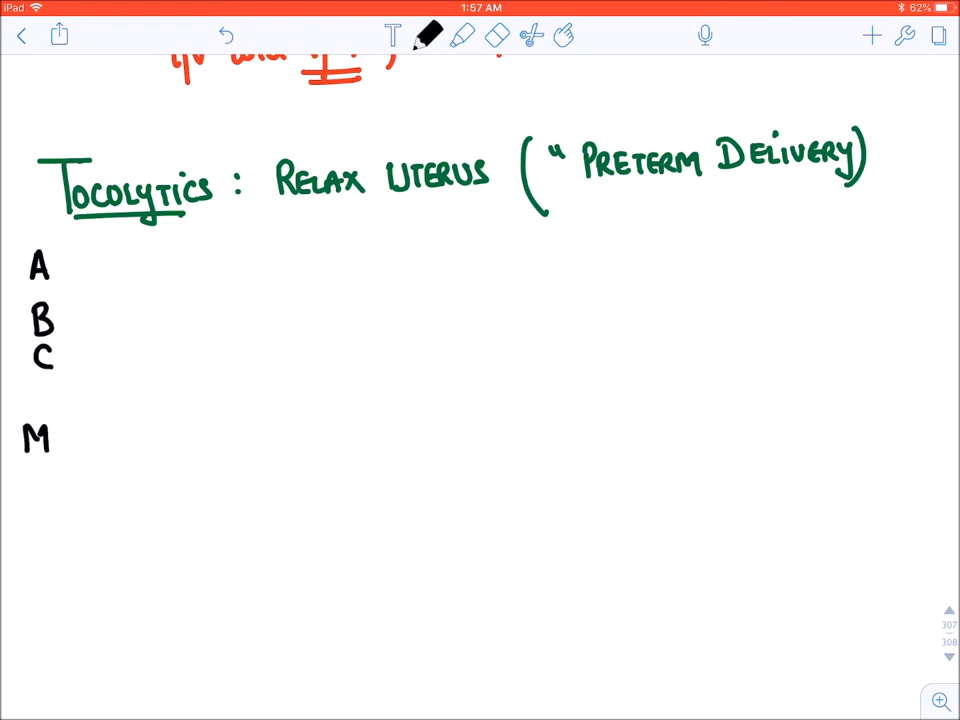 iPad 1:57 AM 62%
T
Tocolytics : Relax Uterus ( " Preterm Delivery)
A
B
C
M
307
308